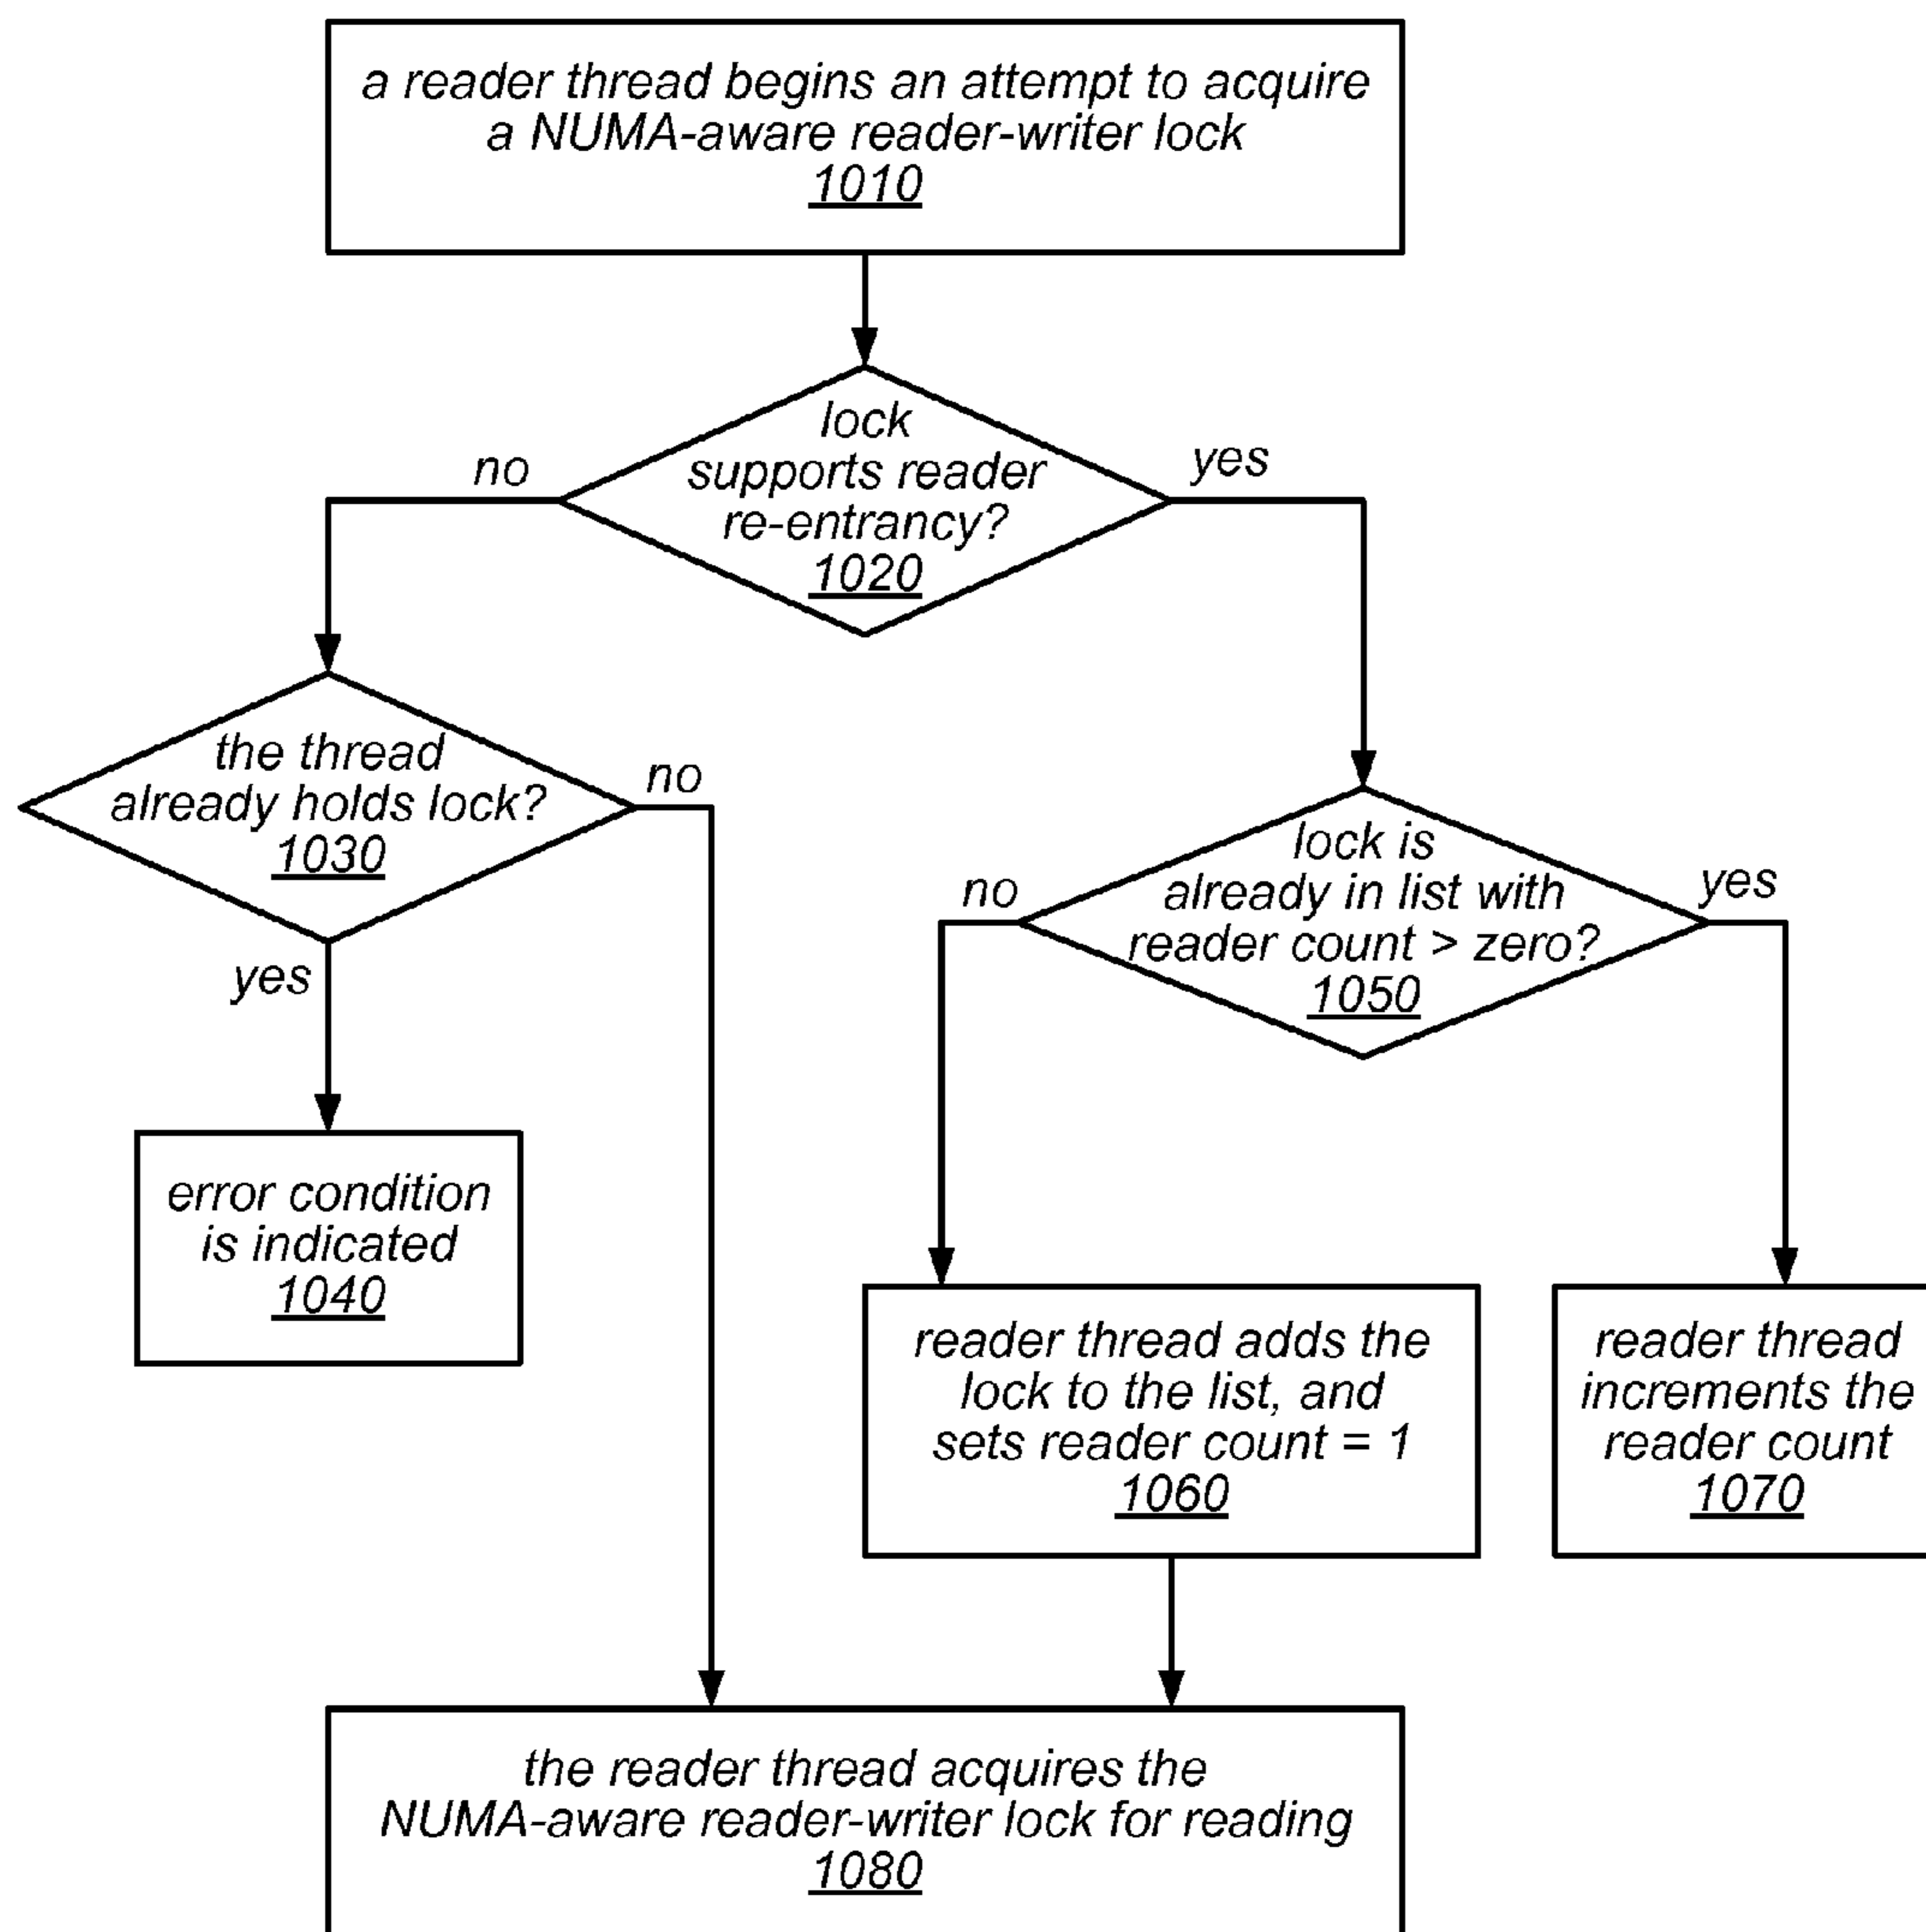 a reader thread begins an attempt to acquire
a NUMA-aware reader-writer lock
1010
lock
supports reader
re-entrancy?
1020
no
yes
the thread
already holds lock?
1030
no
yes
lock is
already in list with
reader count > zero?
1050
no
yes
error condition
is indicated
1040
reader thread adds the
lock to the list, and
sets reader count = 1
1060
reader thread
increments the
reader count
1070
the reader thread acquires the
NUMA-aware reader-writer lock for reading
1080